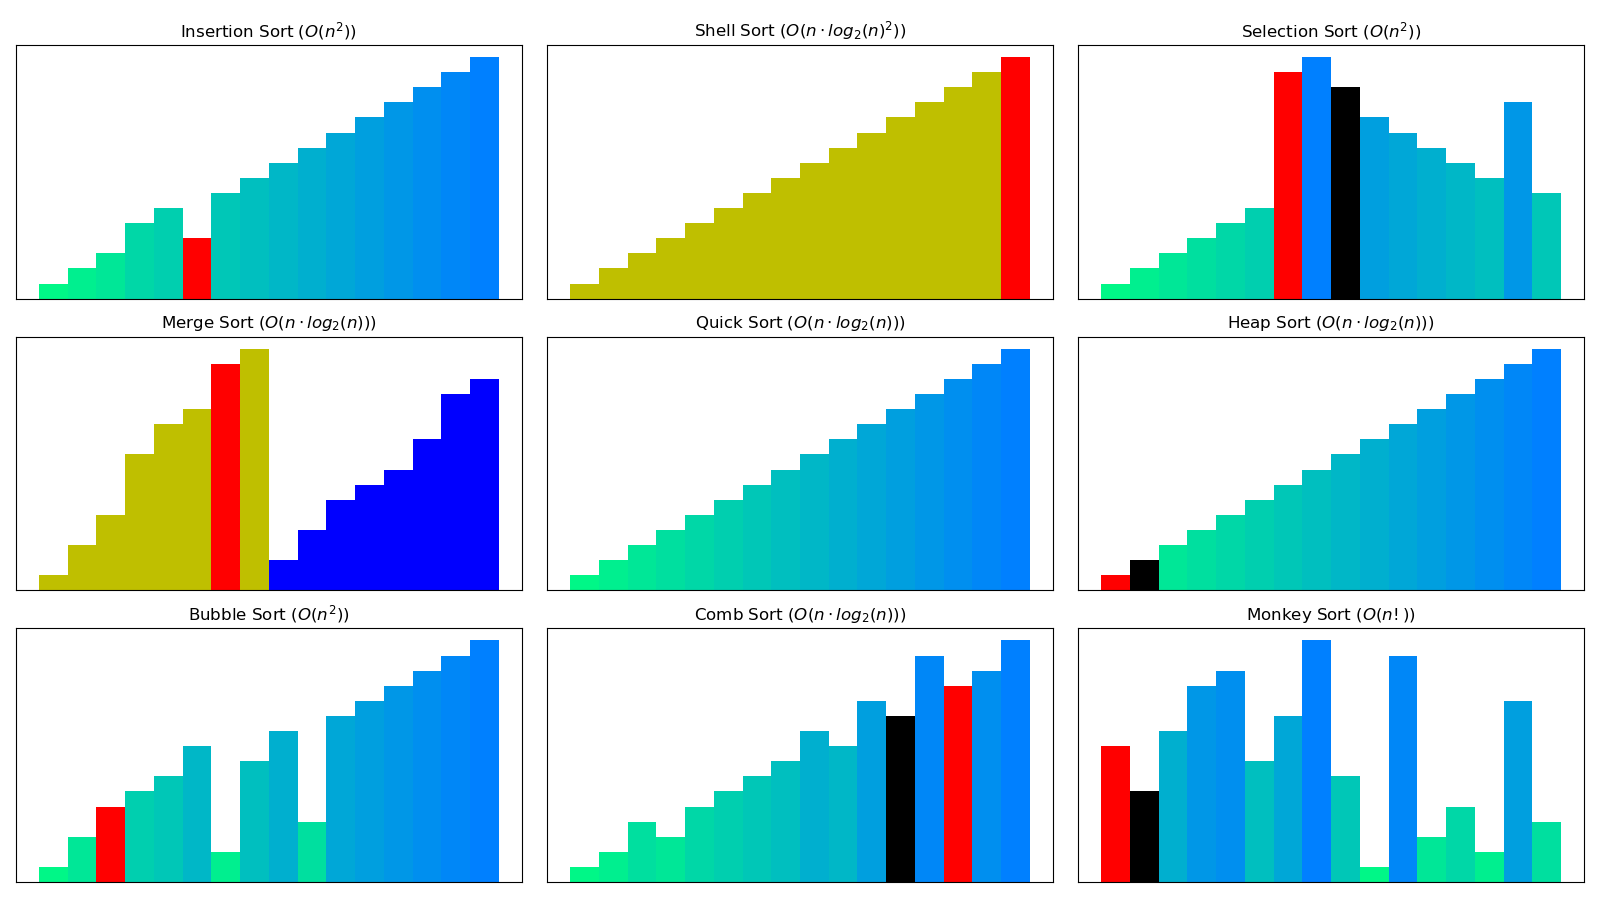 Insertion Sort (O(n²))
Shell Sort (O(n · log₂(n)²))
Selection Sort (O(n²))
Merge Sort (O(n · log₂(n)))
Quick Sort (O(n · log₂(n)))
Heap Sort (O(n · log₂(n)))
Bubble Sort (O(n²))
Comb Sort (O(n · log₂(n)))
Monkey Sort (O(n!))